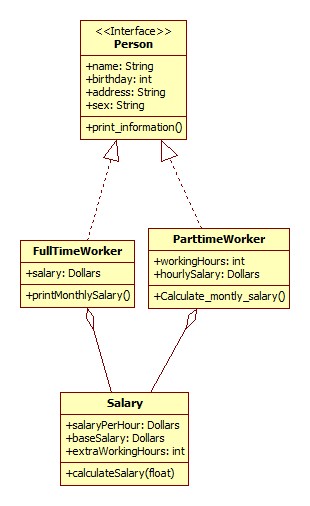 <<Interface>>
Person
+name: String
+birthday: int
+address: String
+sex: String
+print_information()
FullTimeWorker
+salary: Dollars
+printMonthlySalary()
ParttimeWorker
+workingHours: int
+hourlySalary: Dollars
+Calculate_montly_salary()
Salary
+salaryPerHour: Dollars
+baseSalary: Dollars
+extraWorkingHours: int
+calculateSalary(float)